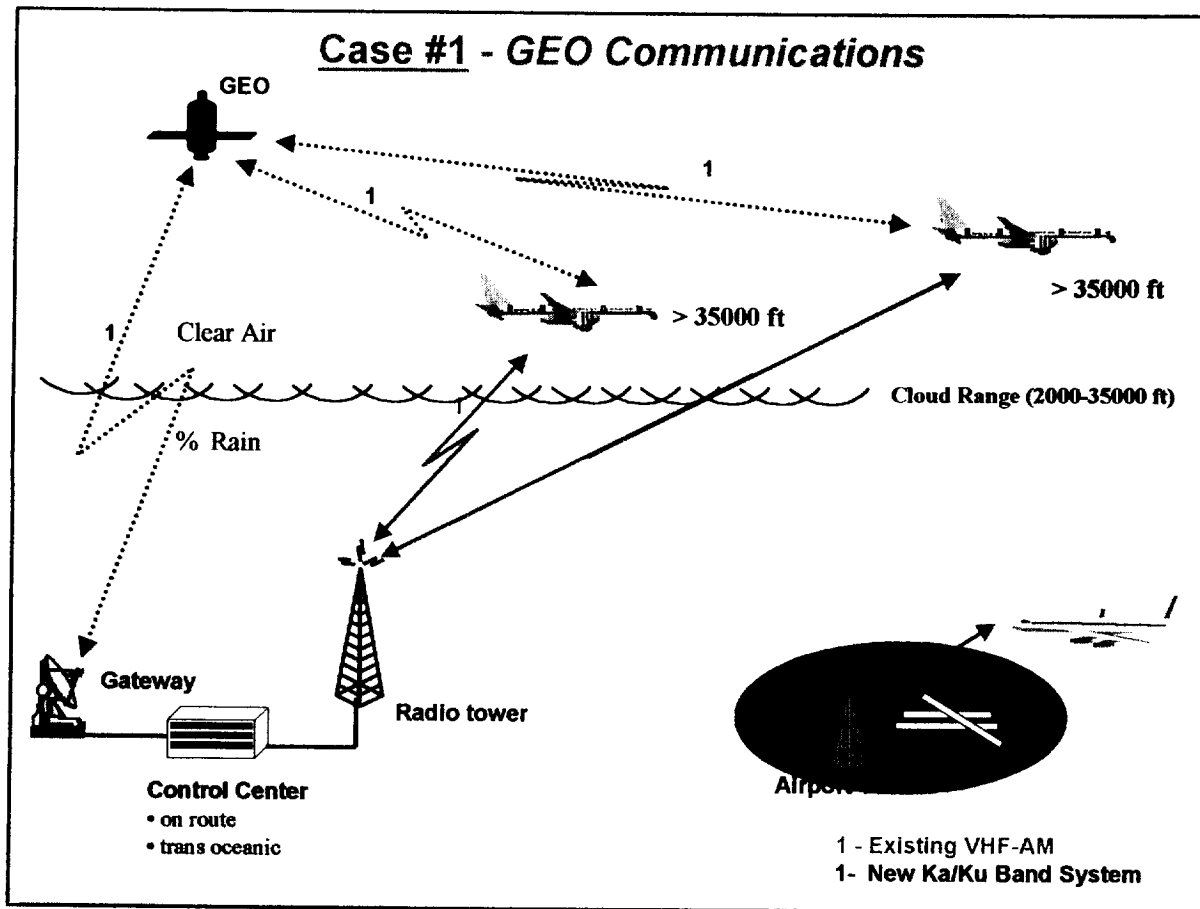 Case #1 - GEO Communications
GEO
1
1
> 35000 ft
> 35000 ft
1
Clear Air
Cloud Range (2000-35000 ft)
1
% Rain
Gateway
Radio tower
Control Center
• on route
• trans oceanic
Airport
1 - Existing VHF-AM
1- New Ka/Ku Band System